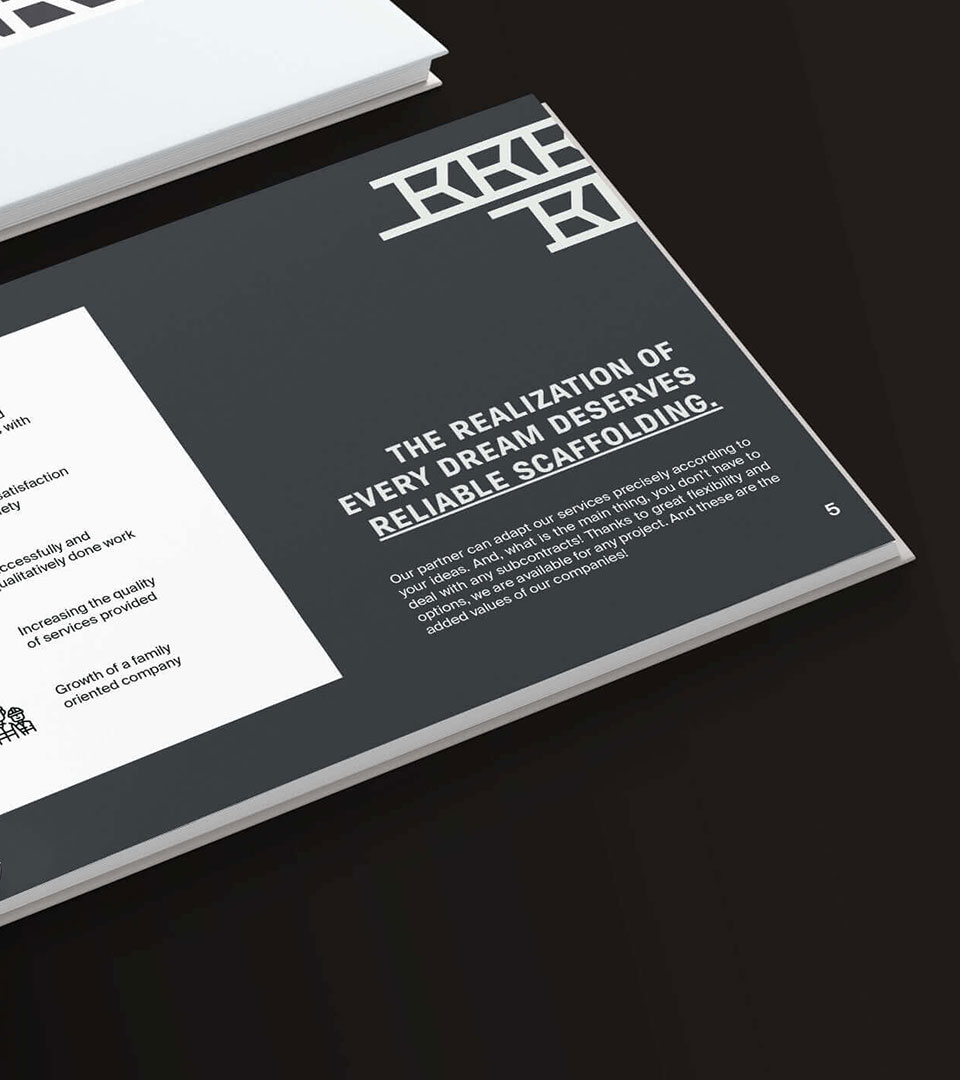 with
atisfaction
iety
ccessfully and
ualitatively done work
Increasing the quality
of services provided
Growth of a family
oriented company
THE REALIZATION OF
EVERY DREAM DESERVES
RELIABLE SCAFFOLDING.
Our partner can adapt our services precisely according to
your ideas. And, what is the main thing, you don't have to
deal with any subcontracts! Thanks to great flexibility and
options, we are available for any project. And these are the
added values of our companies!
5